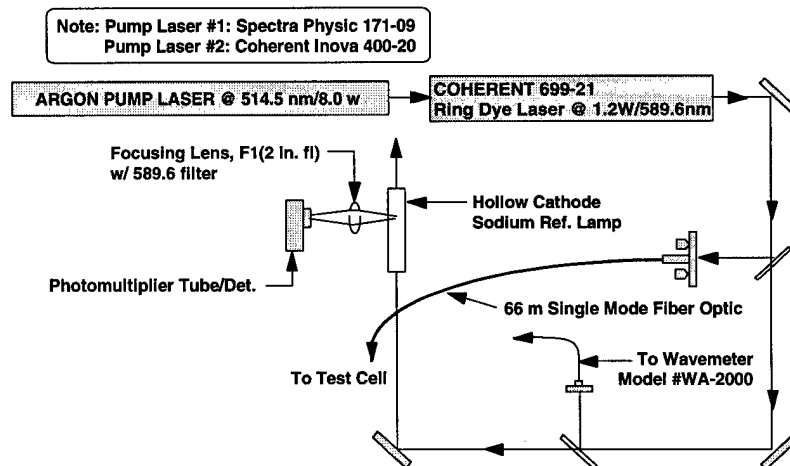 Note: Pump Laser #1: Spectra Physic 171-09
Pump Laser #2: Coherent Inova 400-20
ARGON PUMP LASER @ 514.5 nm/8.0 w
COHERENT 699-21
Ring Dye Laser @ 1.2W/589.6nm
Focusing Lens, F1(2 in. fl)
w/ 589.6 filter
Hollow Cathode
Sodium Ref. Lamp
Photomultiplier Tube/Det.
66 m Single Mode Fiber Optic
To Test Cell
To Wavemeter
Model #WA-2000